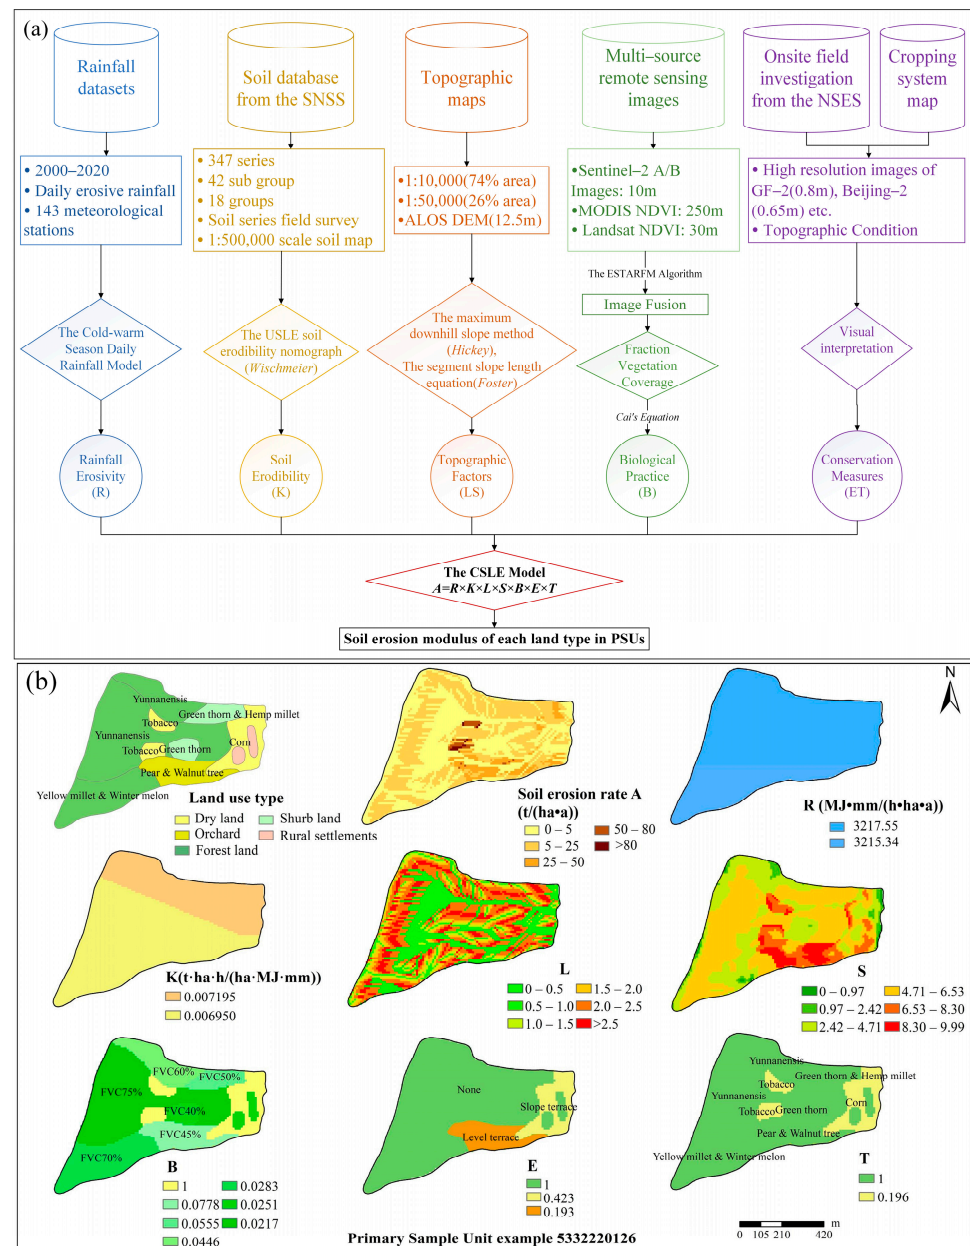 (a)
Rainfall
datasets
Soil database
from the SNSS
Topographic
maps
Multi–source
remote sensing
images
Onsite field
investigation
from the NSES
Cropping
system
map
• 2000–2020
• Daily erosive rainfall
• 143 meteorological
stations
• 347 series
• 42 sub group
• 18 groups
• Soil series field survey
• 1:500,000 scale soil map
•1:10,000(74% area)
•1:50,000(26% area)
•ALOS DEM(12.5m)
•Sentinel–2 A/B
Images: 10m
•MODIS NDVI: 250m
• Landsat NDVI: 30m
• High resolution images of
GF–2(0.8m), Beijing–2
(0.65m) etc.
• Topographic Condition
The ESTARFM Algorithm
Image Fusion
The Cold-warm
Season Daily
Rainfall Model
The USLE soil
erodibility nomograph
(Wischmeier)
The maximum
downhill slope method
(Hickey),
The segment slope length
equation(Foster)
Fraction
Vegetation
Coverage
Visual
interpretation
Cai's Equation
Rainfall
Erosivity
(R)
Soil
Erodibility
(K)
Topographic
Factors
(LS)
Biological
Practice
(B)
Conservation
Measures
(ET)
The CSLE Model
A=R×K×L×S×B×E×T
Soil erosion modulus of each land type in PSUs
(b)
N
Yunnanensis
Green thorn & Hemp millet
Tobacco
Yunnanensis
Corn
Tobacco
Green thorn
Pear & Walnut tree
Yellow millet & Winter melon
Land use type
Dry land
Shurb land
Orchard
Rural settlements
Forest land
Soil erosion rate A
(t/(ha•a))
0 – 5
50 – 80
5 – 25
>80
25 – 50
R (MJ•mm/(h•ha•a))
3217.55
3215.34
K(t·ha·h/(ha·MJ·mm))
0.007195
0.006950
L
0 – 0.5
1.5 – 2.0
0.5 – 1.0
2.0 – 2.5
1.0 – 1.5
>2.5
S
0 – 0.97
4.71 – 6.53
0.97 – 2.42
6.53 – 8.30
2.42 – 4.71
8.30 – 9.99
FVC60%
FVC50%
FVC75%
FVC40%
FVC45%
FVC70%
B
1
0.0283
0.0778
0.0251
0.0555
0.0217
0.0446
None
Slope terrace
Level terrace
E
1
0.423
0.193
Yunnanensis
Green thorn & Hemp millet
Tobacco
Yunnanensis
Corn
Tobacco
Green thorn
Pear & Walnut tree
Yellow millet & Winter melon
T
1
0.196
m
0 105 210 420
Primary Sample Unit example 5332220126